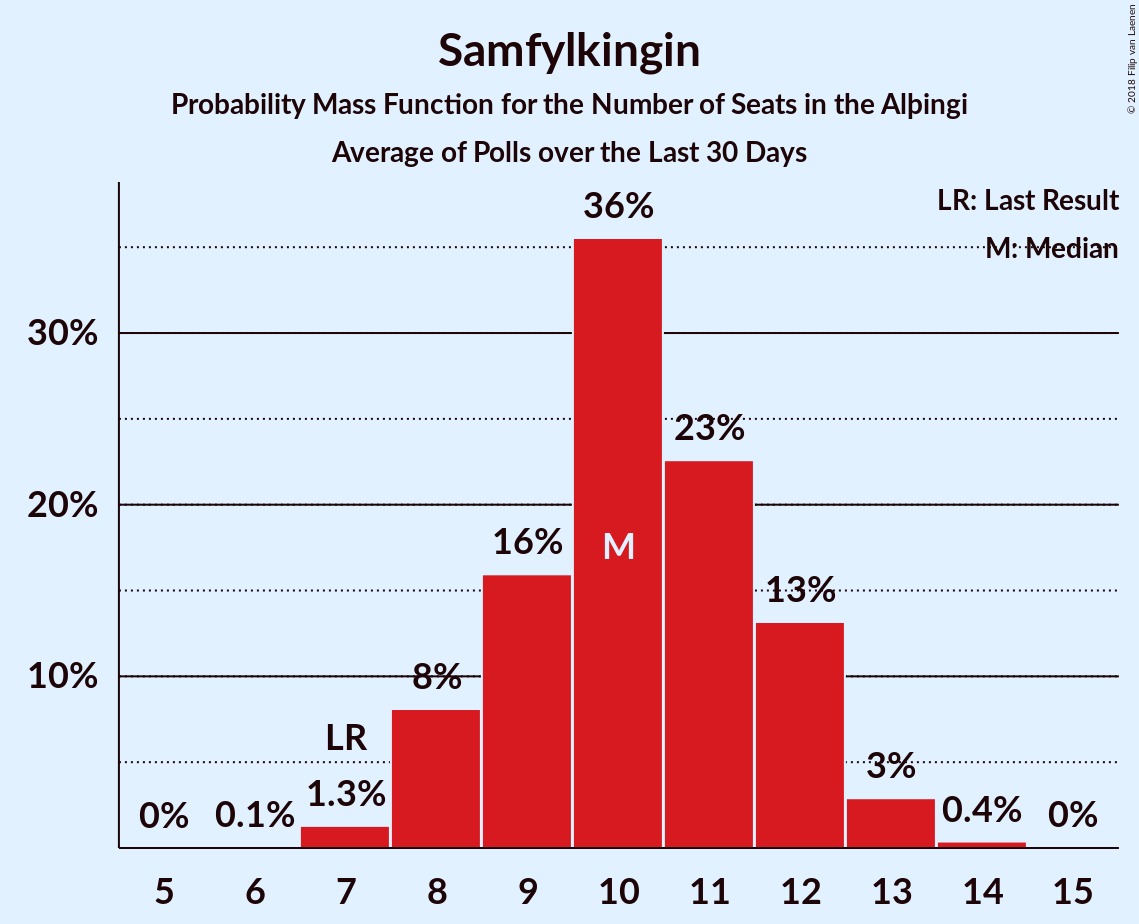 Samfylkingin
Probability Mass Function for the Number of Seats in the Alþingi
Average of Polls over the Last 30 Days
© 2018 Filip van Laenen
LR: Last Result
M: Median
36%
30%
23%
20%
16%
M
13%
10%
8%
LR
3%
1.3%
0% 0.1% 0.4% 0%
5 6 7 8 9 10 11 12 13 14 15